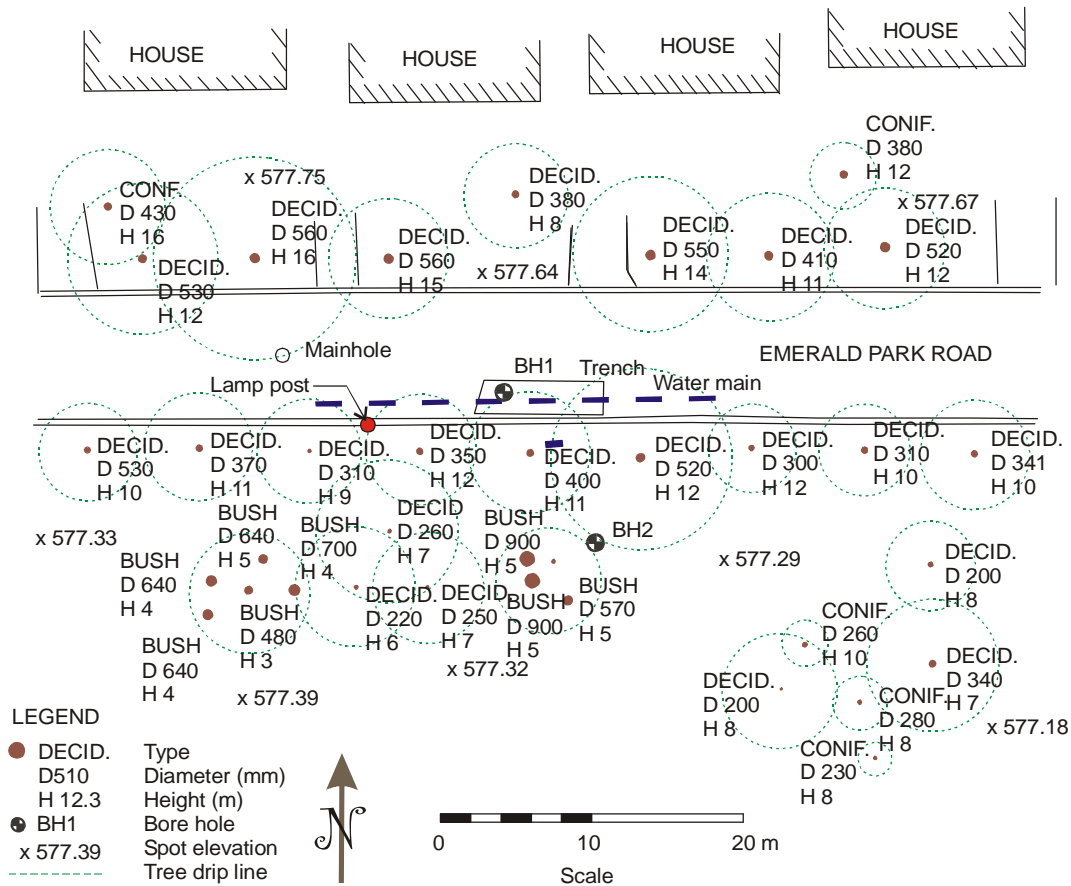 HOUSE
HOUSE
HOUSE
HOUSE
CONF.
D 430
H 16
x 577.75
DECID.
D 560
H 16
DECID.
D 530
H 12
DECID.
D 560
H 15
DECID.
D 380
H 8
x 577.64
DECID.
D 550
H 14
DECID.
D 410
H 11
CONIF.
D 380
H 12
x 577.67
DECID.
D 520
H 12
Mainhole
EMERALD PARK ROAD
Lamp post
BH1
Trench
Water main
DECID.
D 530
H 10
DECID.
D 370
H 11
DECID.
D 310
H 9
DECID.
D 350
H 12
DECID.
D 400
H 11
DECID.
D 520
H 12
DECID.
D 300
H 12
DECID.
D 310
H 10
DECID.
D 341
H 10
x 577.33
BUSH
D 640
H 5
BUSH
D 700
H 4
DECID
D 260
H 7
BUSH
D 900
H 5
BH2
x 577.29
BUSH
D 640
H 4
BUSH
D 480
H 3
DECID.
D 220
H 6
DECID.
D 250
H 7
BUSH
D 900
H 5
BUSH
D 570
H 5
DECID.
D 200
H 8
BUSH
D 640
H 4
x 577.39
x 577.32
CONIF.
D 260
H 10
DECID.
D 200
H 8
DECID.
D 340
H 7
CONIF.
D 280
H 8
x 577.18
CONIF.
D 230
H 8
LEGEND
DECID. Type
D510 Diameter (mm)
H 12.3 Height (m)
BH1 Bore hole
x 577.39 Spot elevation
Tree drip line
N
0 10 20 m
Scale